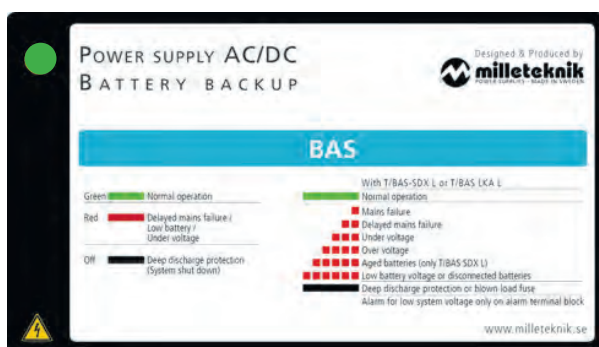 POWER SUPPLY AC/DC
BATTERY BACKUP
Designed & Produced by
milleteknik
POWER SUPPLIES - MADE IN SWEDEN
BAS
Green Normal operation
Red Delayed mains failure /
Low battery /
Under voltage
Off Deep discharge protection
(System shut down)
With T/BAS-SDX L or T/BAS LKA L
Normal operation
Mains failure
Delayed mains failure
Under voltage
Over voltage
Aged batteries (only T/BAS SDX L)
Low battery voltage or disconnected batteries
Deep discharge protection or blown load fuse
Alarm for low system voltage only on alarm terminal block
www.milleteknik.se